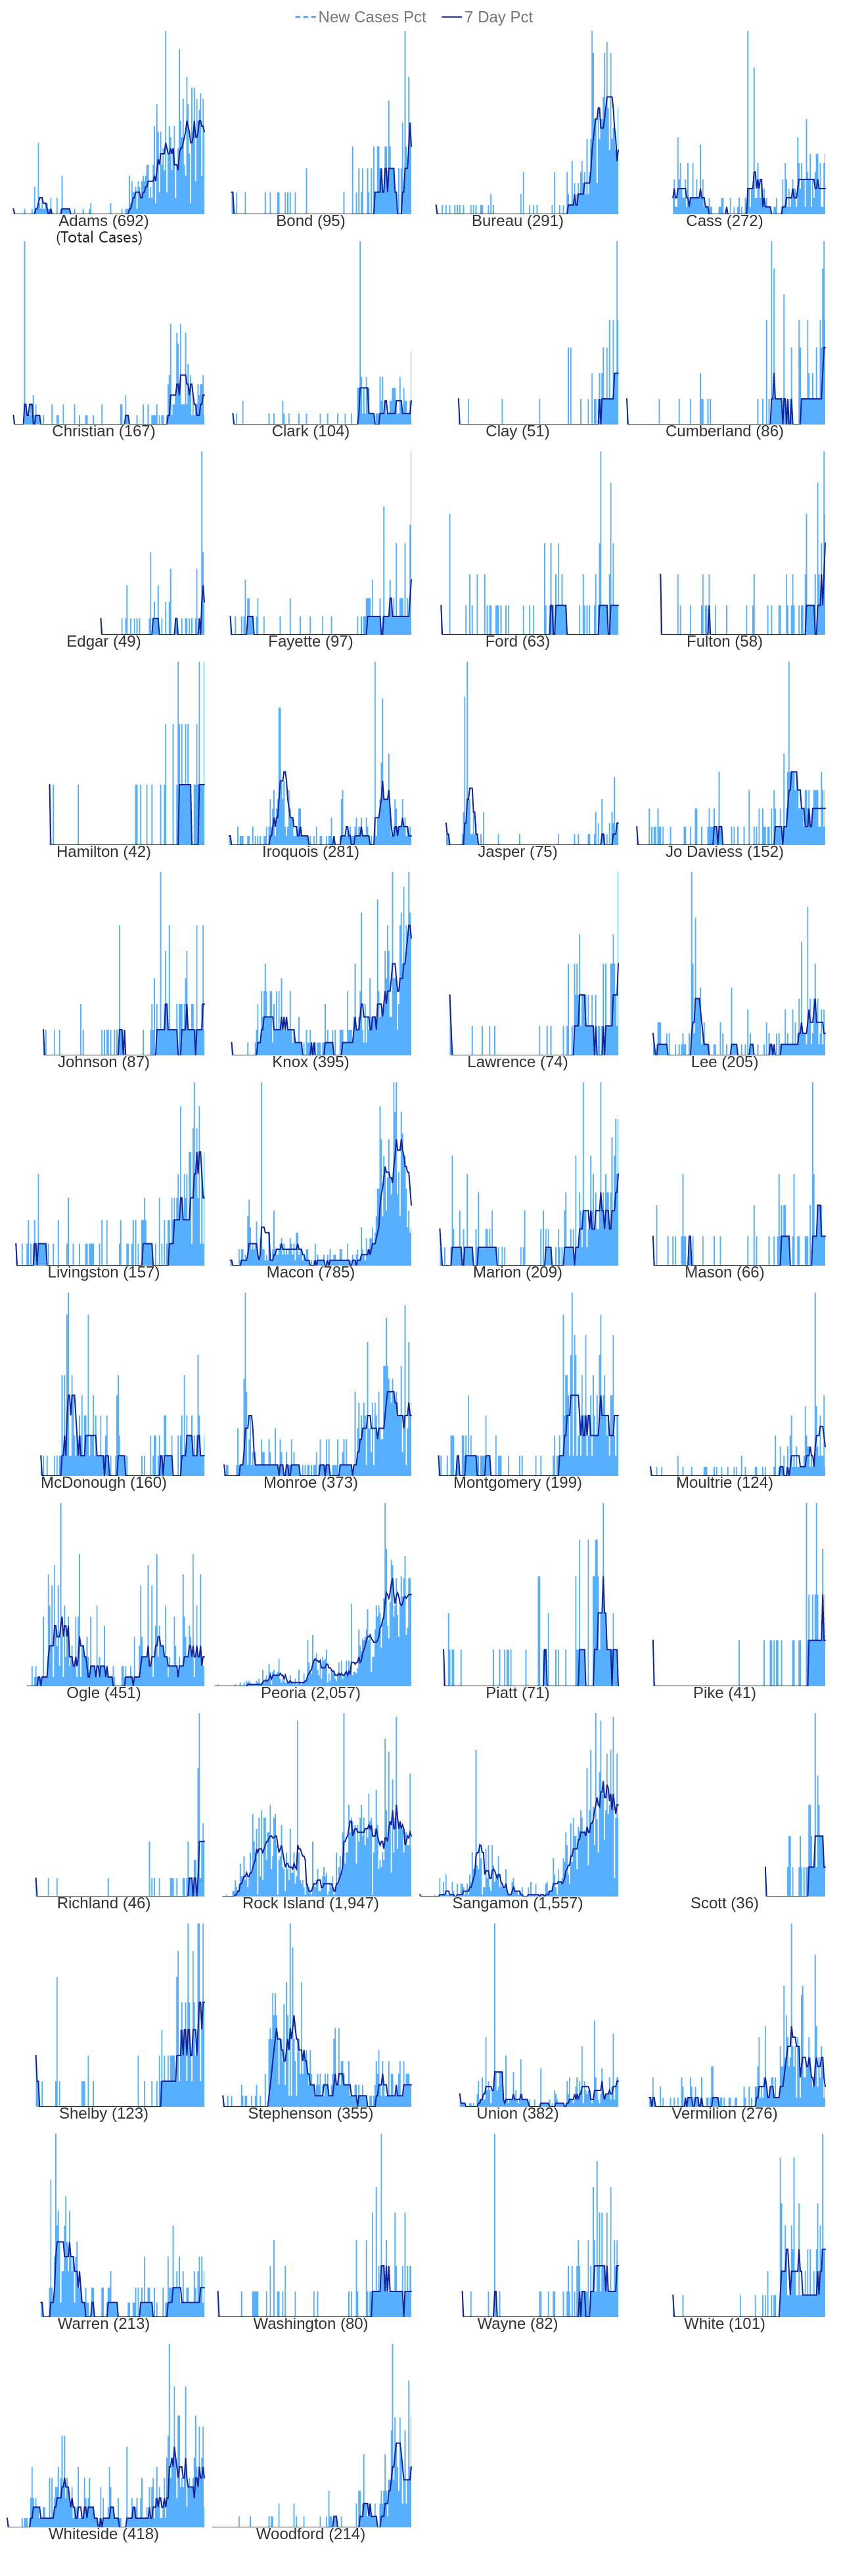 New Cases Pct 7 Day Pct
Adams (692) Bond (95) Bureau (291) Cass (272)
(Total Cases)
Christian (167) Clark (104) Clay (51) Cumberland (86)
Edgar (49) Fayette (97) Ford (63) Fulton (58)
Hamilton (42) Iroquois (281) Jasper (75) Jo Daviess (152)
Johnson (87) Knox (395) Lawrence (74) Lee (205)
Livingston (157) Macon (785) Marion (209) Mason (66)
McDonough (160) Monroe (373) Montgomery (199) Moultrie (124)
Ogle (451) Peoria (2,057) Piatt (71) Pike (41)
Richland (46) Rock Island (1,947) Sangamon (1,557) Scott (36)
Shelby (123) Stephenson (355) Union (382) Vermilion (276)
Warren (213) Washington (80) Wayne (82) White (101)
Whiteside (418) Woodford (214)